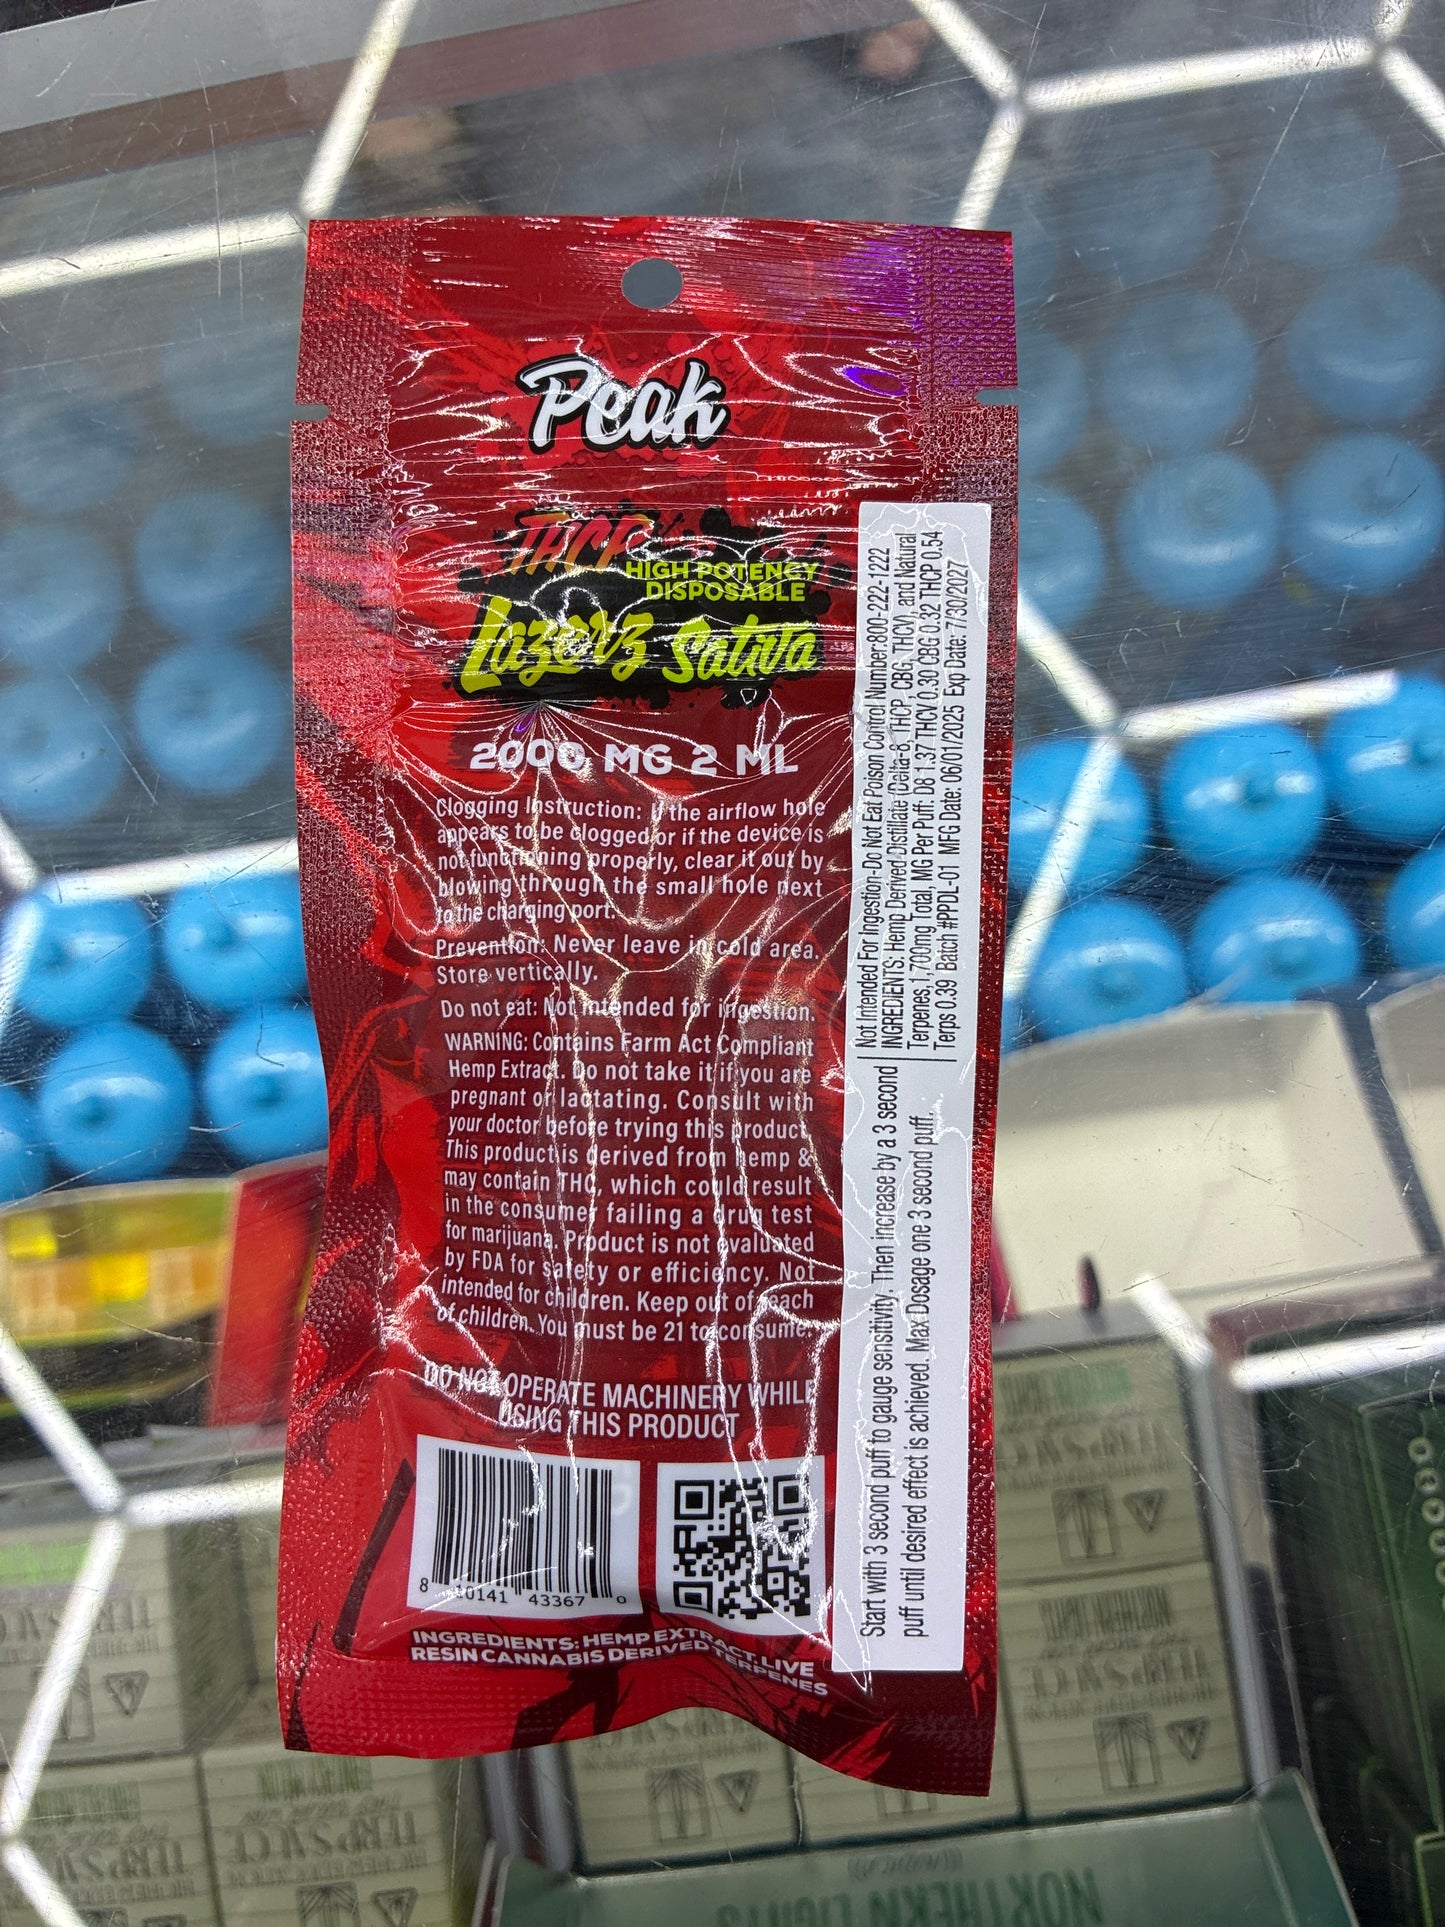 Peak
THCP
HIGH POTENCY
DISPOSABLE
Lazerz Sativa
2000 MG 2 ML
Clogging Instruction: If the airflow hole
appears to be clogged or if the device is
not functioning properly, clear it out by
blowing through the small hole next
to the charging port.
Prevention: Never leave in cold area.
Store vertically.
Do not eat: Not intended for ingestion.
WARNING: Contains Farm Act Compliant
Hemp Extract. Do not take it if you are
pregnant or lactating. Consult with
your doctor before trying this product.
This product is derived from hemp &
may contain THC, which could result
in the consumer failing a drug test
for marijuana. Product is not evaluated
by FDA for safety or efficiency. Not
intended for children. Keep out of reach
of children. You must be 21 to consume.
DO NOT OPERATE MACHINERY WHILE
USING THIS PRODUCT
8 0141 43367 0
INGREDIENTS: HEMP EXTRACT, LIVE
RESIN CANNABIS DERIVED TERPENES
Not Intended For Ingestion-Do Not Eat Poison Control Number:800-222-1222
INGREDIENTS: Hemp Derived Distillate (Delta-8, THCP, CBG, THCV, and Natural
Terpenes,1,700mg Total, MG Per Puff: D8 1.37 THCV 0.30 CBG 0.32 THCP 0.54
Terps 0.39 Batch #PPDL-01 MFG Date: 06/01/2025 Exp Date: 7/30/2027
Start with 3 second puff to gauge sensitivity. Then increase by a 3 second
puff until desired effect is achieved. Max Dosage one 3 second puff.
NORTHERN LIGHTS